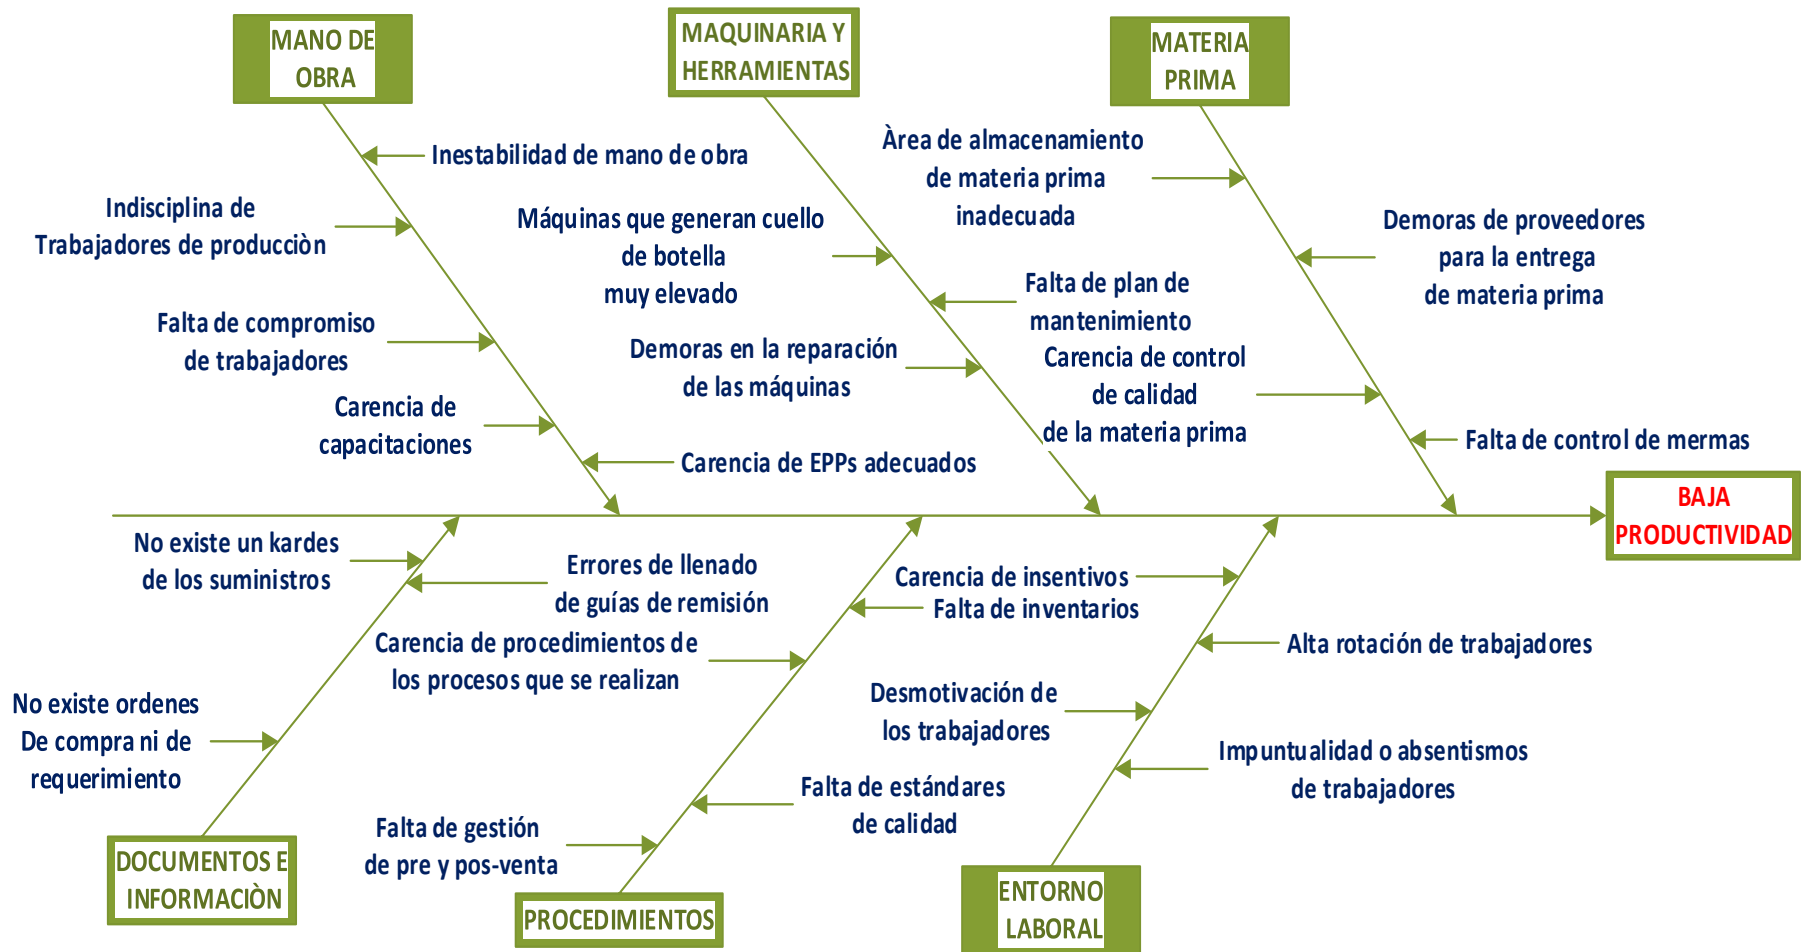 MANO DE
OBRA
MAQUINARIA Y
HERRAMIENTAS
MATERIA
PRIMA
Inestabilidad de mano de obra
Indisciplina de
Trabajadores de producciòn
Falta de compromiso
de trabajadores
Carencia de
capacitaciones
Carencia de EPPs adecuados
Máquinas que generan cuello
de botella
muy elevado
Falta de plan de
mantenimiento
Demoras en la reparación
de las máquinas
Àrea de almacenamiento
de materia prima
inadecuada
Demoras de proveedores
para la entrega
de materia prima
Carencia de control
de calidad
de la materia prima
Falta de control de mermas
BAJA
PRODUCTIVIDAD
No existe un kardes
de los suministros
Errores de llenado
de guías de remisión
No existe ordenes
De compra ni de
requerimiento
DOCUMENTOS E
INFORMACIÒN
Falta de inventarios
Carencia de procedimientos de
los procesos que se realizan
Falta de estándares
de calidad
Falta de gestión
de pre y pos-venta
PROCEDIMIENTOS
Carencia de insentivos
Alta rotación de trabajadores
Desmotivación de
los trabajadores
Impuntualidad o absentismos
de trabajadores
ENTORNO
LABORAL